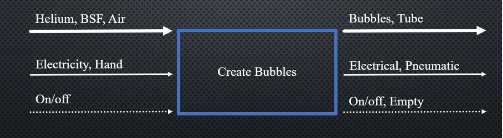 Helium, BSF, Air
Bubbles, Tube
Electricity, Hand
Create Bubbles
Electrical, Pneumatic
On/off
On/off, Empty